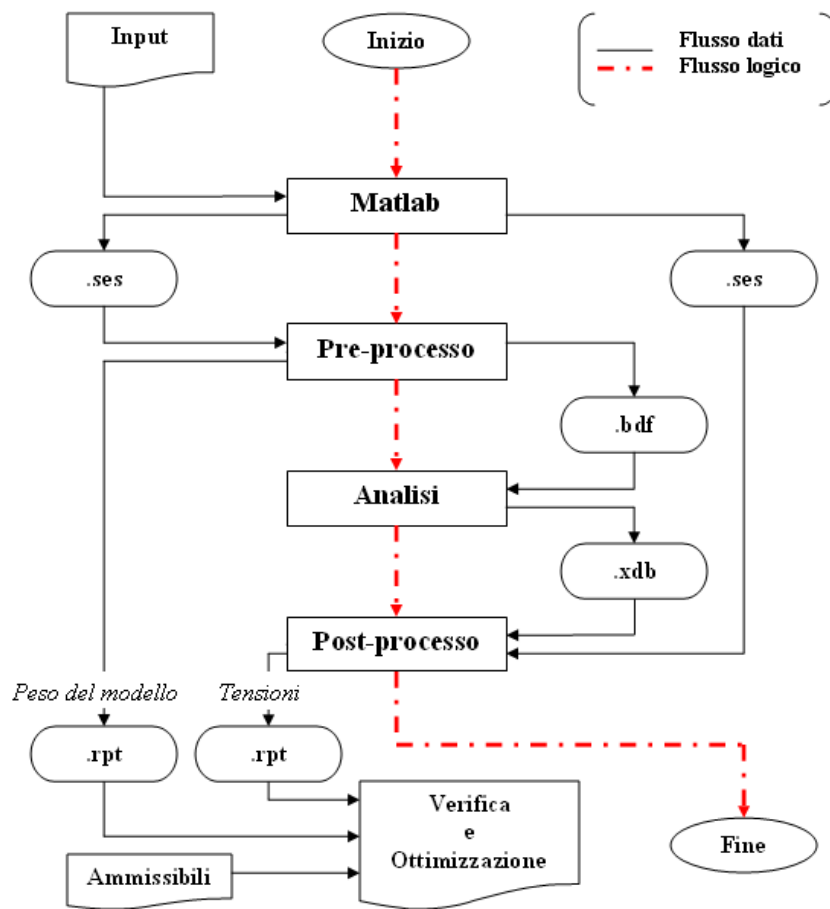 Input
Inizio
Flusso dati
Flusso logico
Matlab
.ses
.ses
Pre-processo
.bdf
Analisi
.xdb
Post-processo
Peso del modello
Tensioni
.rpt
.rpt
Verifica
e
Ottimizzazione
Fine
Ammissibili